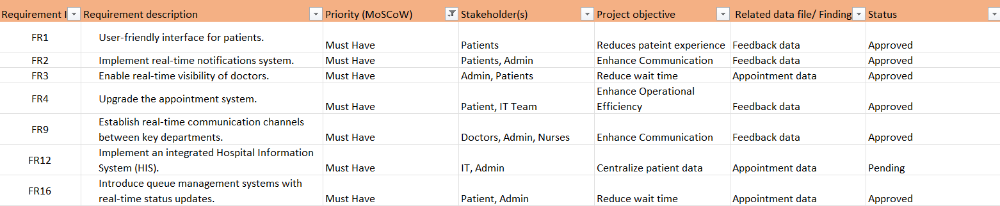 Requirement I Requirement description Priority (MoSCoW) Stakeholder(s) Project objective Related data file/ Finding Status
FR1 User-friendly interface for patients. Must Have Patients Reduces pateint experience Feedback data Approved
FR2 Implement real-time notifications system. Must Have Patients, Admin Enhance Communication Feedback data Approved
FR3 Enable real-time visibility of doctors. Must Have Admin, Patients Reduce wait time Appointment data Approved
FR4 Upgrade the appointment system. Must Have Patient, IT Team Enhance Operational
Efficiency Feedback data Approved
FR9 Establish real-time communication channels
between key departments. Must Have Doctors, Admin, Nurses Enhance Communication Feedback data Approved
FR12 Implement an integrated Hospital Information
System (HIS). Must Have IT, Admin Centralize patient data Appointment data Pending
FR16 Introduce queue management systems with
real-time status updates. Must Have Patient, Admin Reduce wait time Appointment data Approved